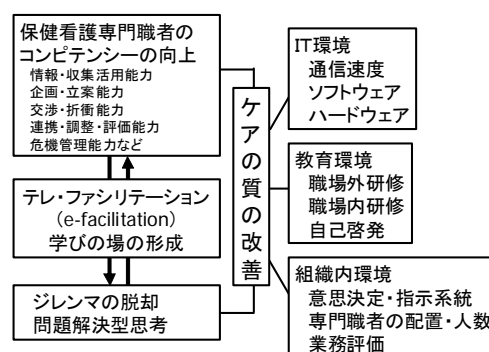 保健看護専門職者の
コンピテンシーの向上
情報・収集活用能力
企画・立案能力
交渉・折衝能力
連携・調整・評価能力
危機管理能力など
テレ・ファシリテーション
(e-facilitation)
学びの場の形成
ジレンマの脱却
問題解決型思考
ケアの質の改善
IT環境
通信速度
ソフトウェア
ハードウェア
教育環境
職場外研修
職場内研修
自己啓発
組織内環境
意思決定・指示系統
専門職者の配置・人数
業務評価